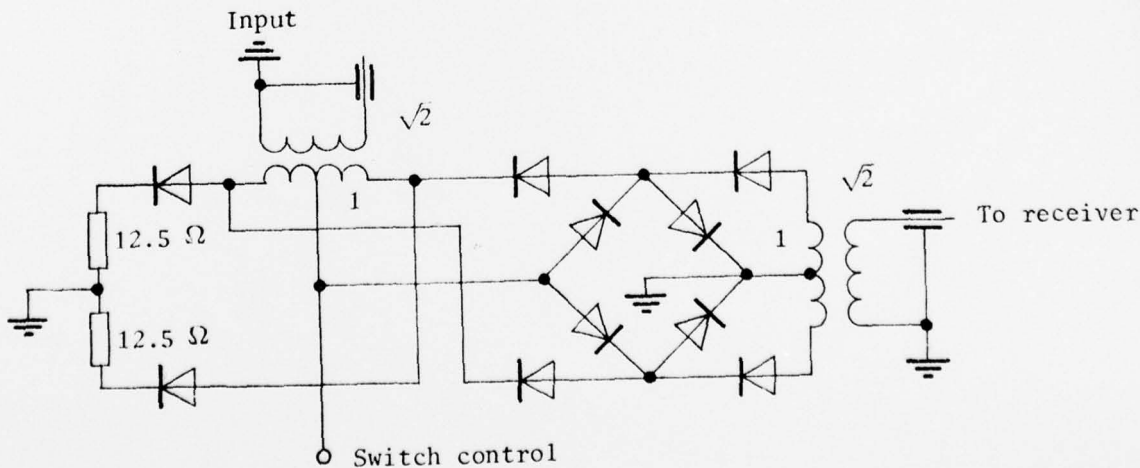 Input
√2
1
√2
12.5 Ω
1
To receiver
12.5 Ω
Switch control